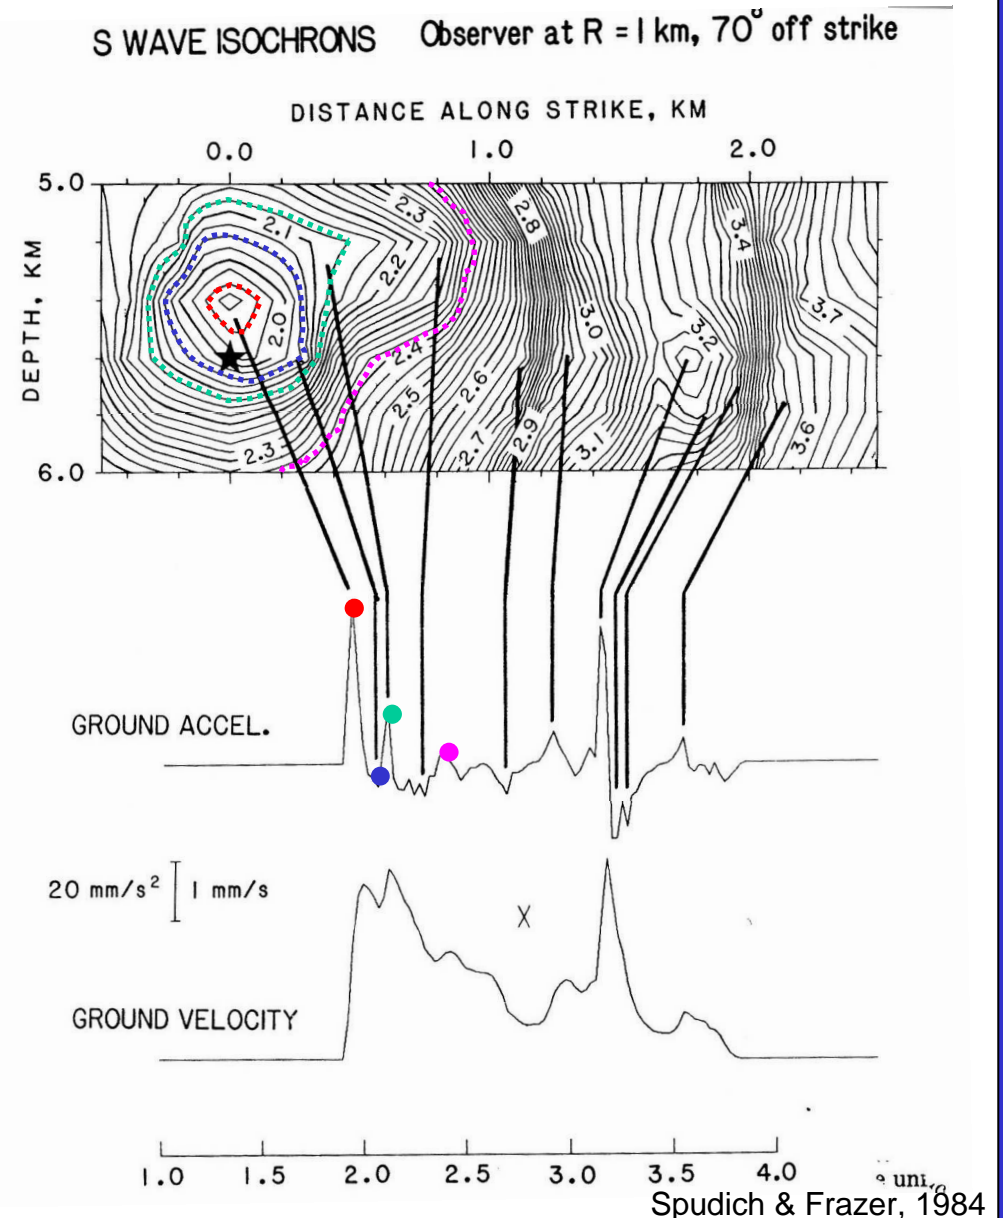 S WAVE ISOCHRONS Observer at R = 1 km, 70° off strike
DISTANCE ALONG STRIKE, KM
0.0 1.0 2.0
5.0
DEPTH, KM
6.0
2.3
2.8
3.4
2.1
2.2
2.0
3.0
3.7
3.2
2.4
2.5
2.6
2.3
2.7
2.9
3.1
3.6
GROUND ACCEL.
20 mm/s² 1 mm/s
X
GROUND VELOCITY
1.0 1.5 2.0 2.5 3.0 3.5 4.0
Spudich & Frazer, 1984